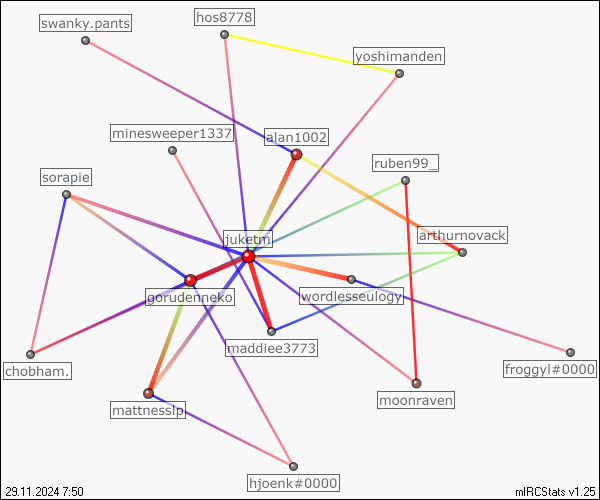 hos8778
swanky.pants
yoshimanden
minesweeper1337
alan1002
ruben99_
sorapie
juketm
arthurnovack
gorudenneko
wordlesseulogy
maddiee3773
chobham.
froggyl#0000
mattnesslp
moonraven
hjoenk#0000
29.11.2024 7:50
mIRCStats v1.25